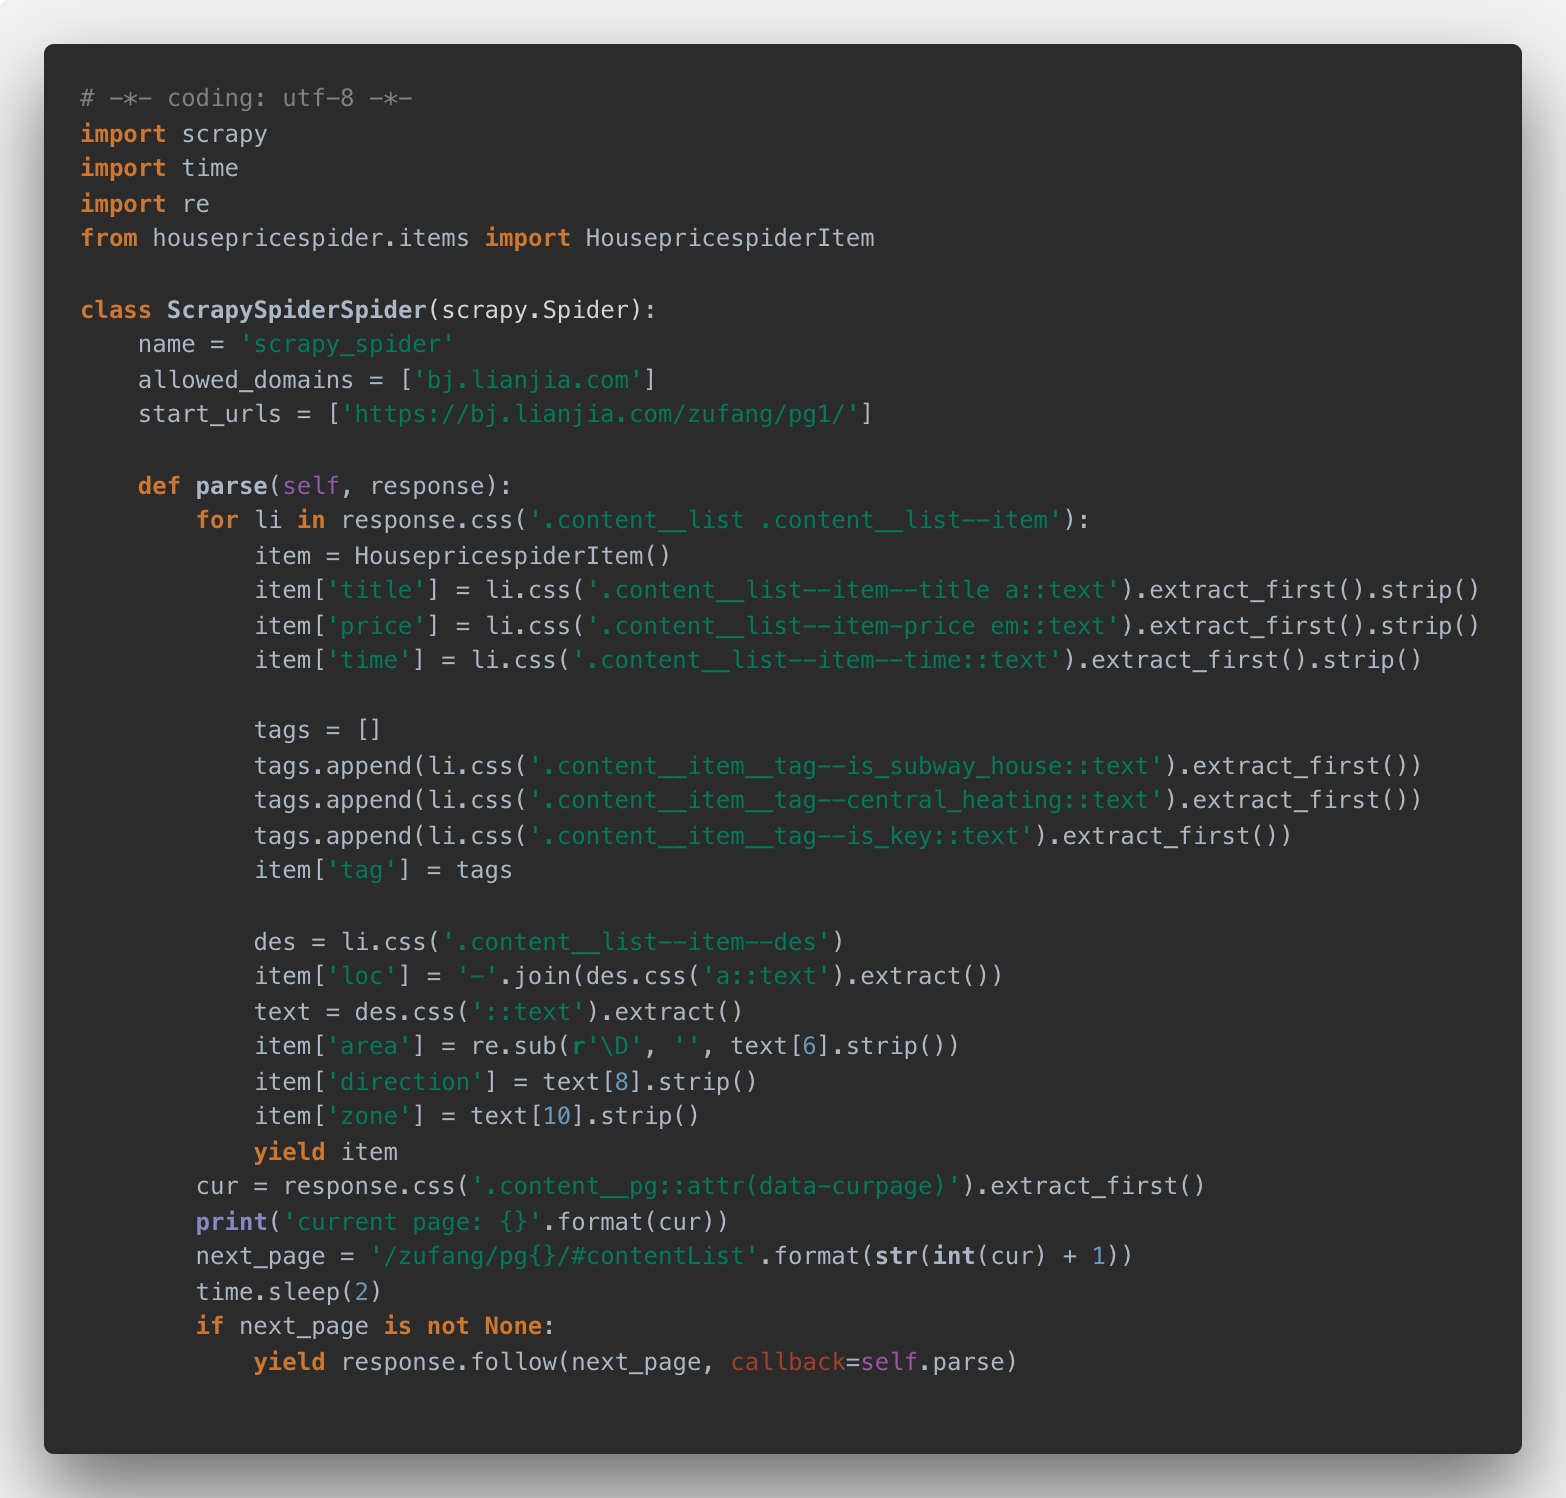 # -*- coding: utf-8 -*-
import scrapy
import time
import re
from housepricespider.items import HousepricespiderItem

class ScrapySpiderSpider(scrapy.Spider):
    name = 'scrapy_spider'
    allowed_domains = ['bj.lianjia.com']
    start_urls = ['https://bj.lianjia.com/zufang/pg1/']

    def parse(self, response):
        for li in response.css('.content__list .content__list--item'):
            item = HousepricespiderItem()
            item['title'] = li.css('.content__list--item--title a::text').extract_first().strip()
            item['price'] = li.css('.content__list--item-price em::text').extract_first().strip()
            item['time'] = li.css('.content__list--item--time::text').extract_first().strip()

            tags = []
            tags.append(li.css('.content__item__tag--is_subway_house::text').extract_first())
            tags.append(li.css('.content__item__tag--central_heating::text').extract_first())
            tags.append(li.css('.content__item__tag--is_key::text').extract_first())
            item['tag'] = tags

            des = li.css('.content__list--item--des')
            item['loc'] = '-'.join(des.css('a::text').extract())
            text = des.css('::text').extract()
            item['area'] = re.sub(r'\D', '', text[6].strip())
            item['direction'] = text[8].strip()
            item['zone'] = text[10].strip()
            yield item
        cur = response.css('.content__pg::attr(data-curpage)').extract_first()
        print('current page: {}'.format(cur))
        next_page = '/zufang/pg{}/#contentList'.format(str(int(cur) + 1))
        time.sleep(2)
        if next_page is not None:
            yield response.follow(next_page, callback=self.parse)